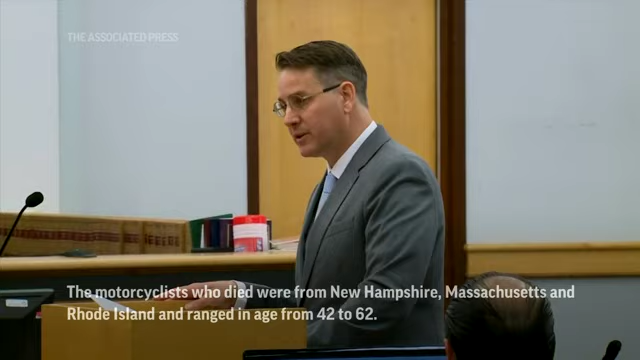 THE ASSOCIATED PRESS
The motorcyclists who died were from New Hampshire, Massachusetts and
Rhode Island and ranged in age from 42 to 62.